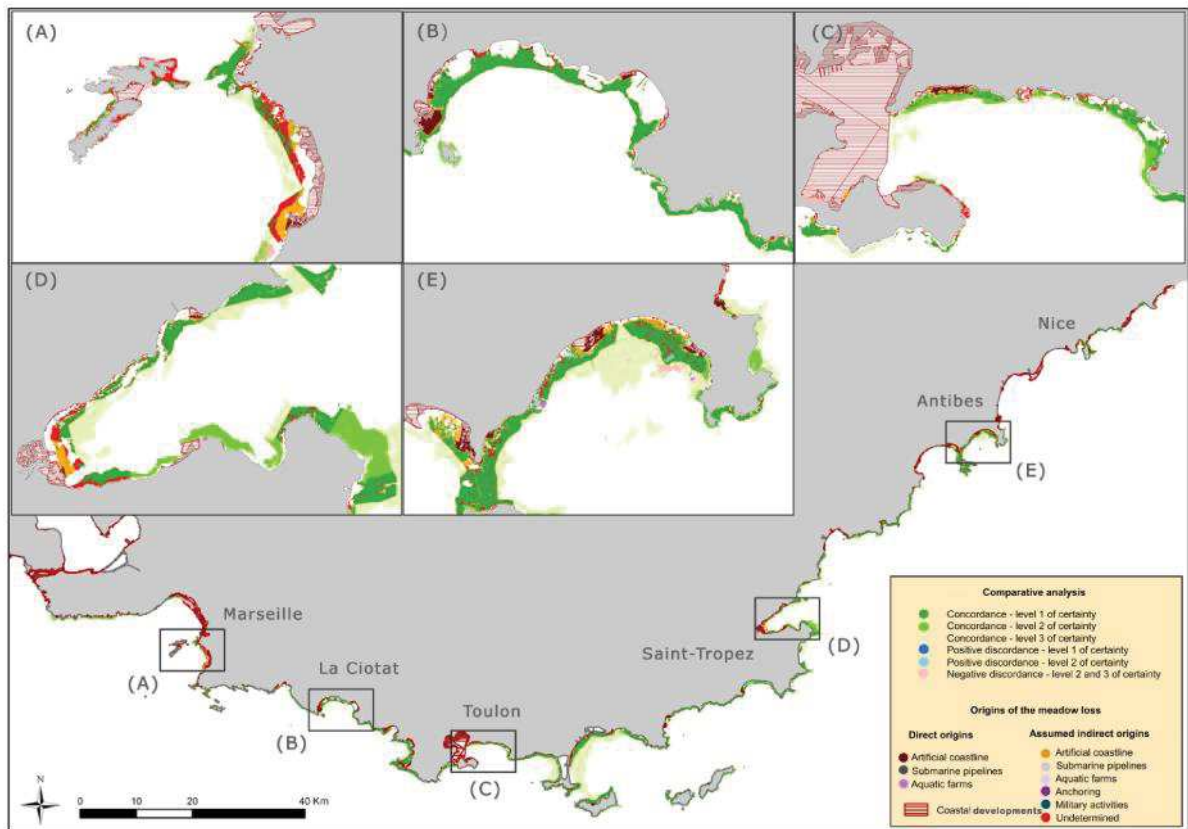 (A)
(B)
(C)
(D)
(E)
Nice
Antibes
(E)
Marseille
(A)
La Ciotat
(B)
Toulon
(C)
Saint-Tropez
(D)
N
0 10 20 40 Km
Comparative analysis
Concordance - level 1 of certainty
Concordance - level 2 of certainty
Concordance - level 3 of certainty
Positive discordance - level 1 of certainty
Positive discordance - level 2 of certainty
Negative discordance - level 2 and 3 of certainty
Origins of the meadow loss
Direct origins
Artificial coastline
Submarine pipelines
Aquatic farms
Coastal developments
Assumed indirect origins
Artificial coastline
Submarine pipelines
Aquatic farms
Anchoring
Military activities
Undetermined